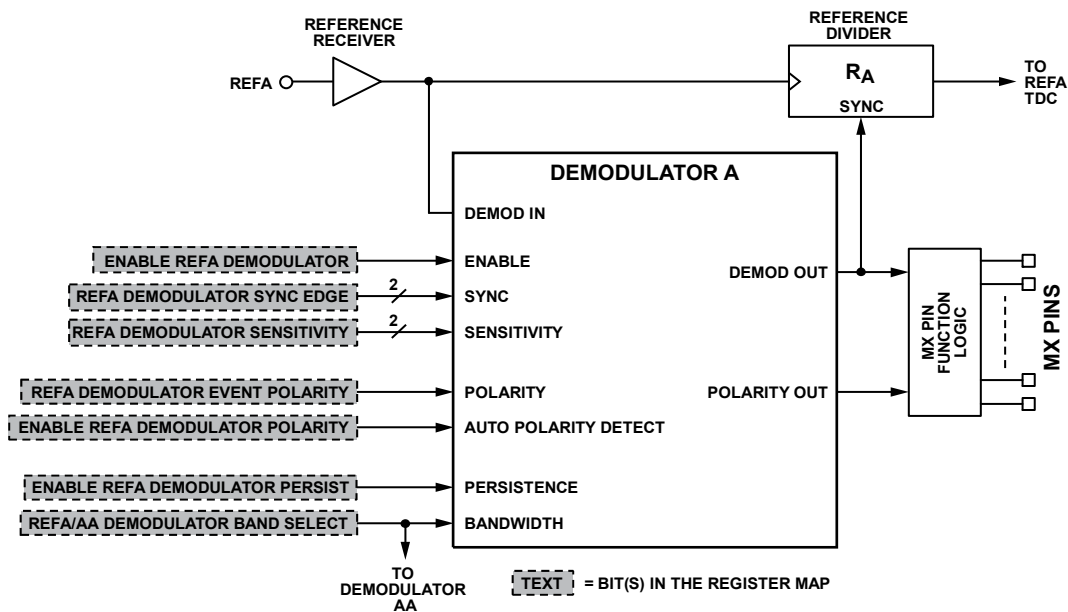 REFERENCE
RECEIVER
REFERENCE
DIVIDER
REFA
RA
SYNC
TO
REFA
TDC
DEMODULATOR A
DEMOD IN
ENABLE REFA DEMODULATOR
ENABLE
REFA DEMODULATOR SYNC EDGE
2
SYNC
REFA DEMODULATOR SENSITIVITY
2
SENSITIVITY
REFA DEMODULATOR EVENT POLARITY
POLARITY
ENABLE REFA DEMODULATOR POLARITY
AUTO POLARITY DETECT
ENABLE REFA DEMODULATOR PERSIST
PERSISTENCE
REFA/AA DEMODULATOR BAND SELECT
BANDWIDTH
DEMOD OUT
POLARITY OUT
MX PIN
FUNCTION
LOGIC
MX PINS
TO
DEMODULATOR
AA
TEXT = BIT(S) IN THE REGISTER MAP